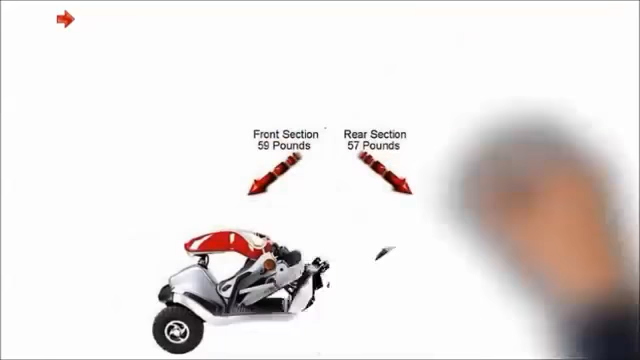 Front Section
59 Pounds
Rear Section
57 Pounds